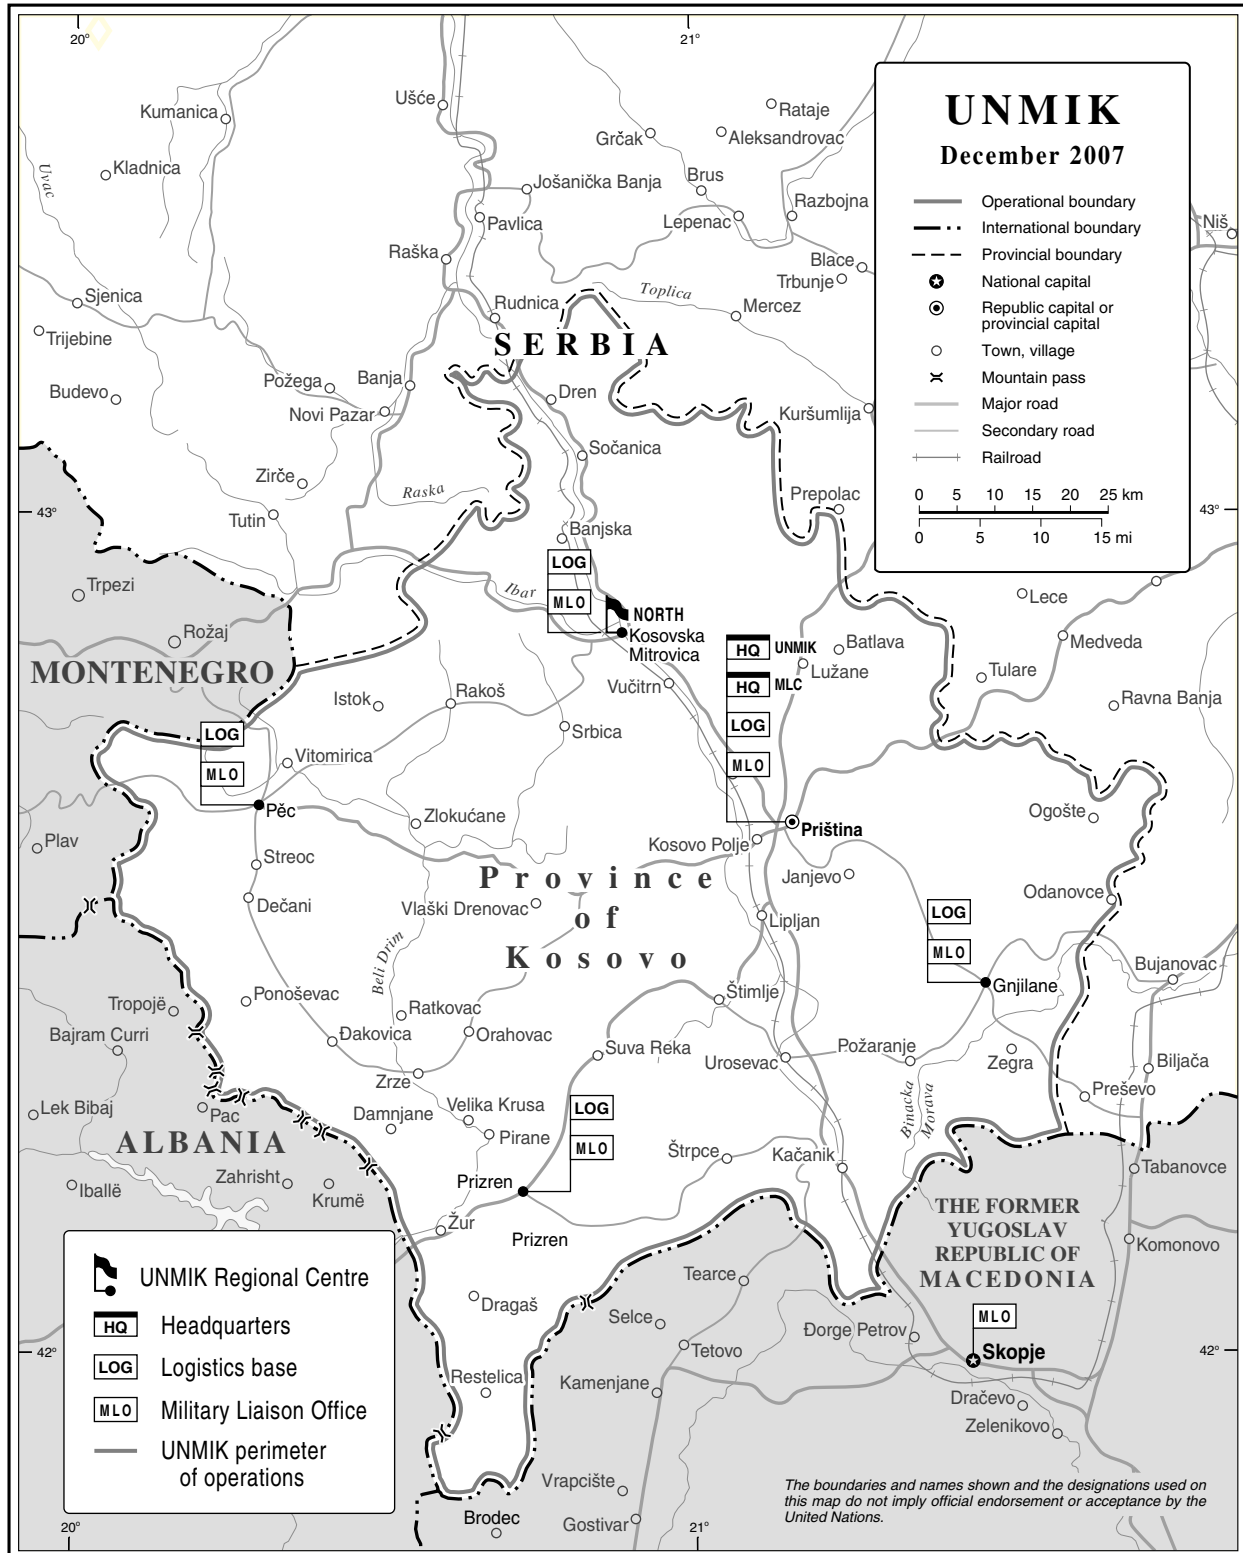 20°
21°
UNMIK
December 2007
Operational boundary
International boundary
Provincial boundary
National capital
Republic capital or
provincial capital
Town, village
Mountain pass
Major road
Secondary road
Railroad
0 5 10 15 20 25 km
0 5 10 15 mi
Ušće
Kumanica
Rataje
Grčak
Aleksandrovac
Kladnica
Uvac
Jošanička Banja
Brus
Razbojna
Pavlica
Lepenac
Niš
Raška
Blace
Trbunje
Sjenica
Toplica
Rudnica
Mercez
Trijebine
SERBIA
Budevo
Požega
Banja
Dren
Novi Pazar
Kuršumlija
Sočanica
Zirče
Raska
Prepolac
43°
43°
Tutin
Banjska
LOG
Trpezi
Ibar
MLO
NORTH
Lece
Rožaj
Kosovska
Mitrovica
HQ UNMIK
Batlava
Medveda
MONTENEGRO
Lužane
HQ MLC
Vučitrn
Tulare
Istok
Rakoš
Ravna Banja
LOG
Srbica
LOG
Vitomirica
MLO
MLO
Pěc
Zlokućane
Ogošte
Priština
Plav
Kosovo Polje
Streoc
Janjevo
Province
of
Kosovo
Odanovce
Dečani
Vlaški Drenovac
LOG
Lipljan
MLO
Beli Drim
Bujanovac
Gnjilane
Ponoševac
Štimlje
Tropojë
Ratkovac
Orahovac
Bajram Curri
Đakovica
Suva Reka
Požaranje
Urosevac
Zegra
Biljača
Zrze
Binacka
Morava
Preševo
Lek Bibaj
Pac
Damnjane
Velika Krusa
LOG
Pirane
ALBANIA
MLO
Štrpce
Kačanik
Tabanovce
Iballë
Zahrisht
Krumë
Prizren
THE FORMER
YUGOSLAV
REPUBLIC OF
MACEDONIA
Žur
Prizren
Komonovo
UNMIK Regional Centre
HQ Headquarters
LOG Logistics base
MLO Military Liaison Office
UNMIK perimeter
of operations
Tearce
Dragaš
Selce
MLO
Đorge Petrov
Skopje
42°
42°
Tetovo
Restelica
Kamenjane
Dračevo
Zelenikovo
Vrapcište
Brodec
Gostivar
The boundaries and names shown and the designations used on
this map do not imply official endorsement or acceptance by the
United Nations.
20°
21°